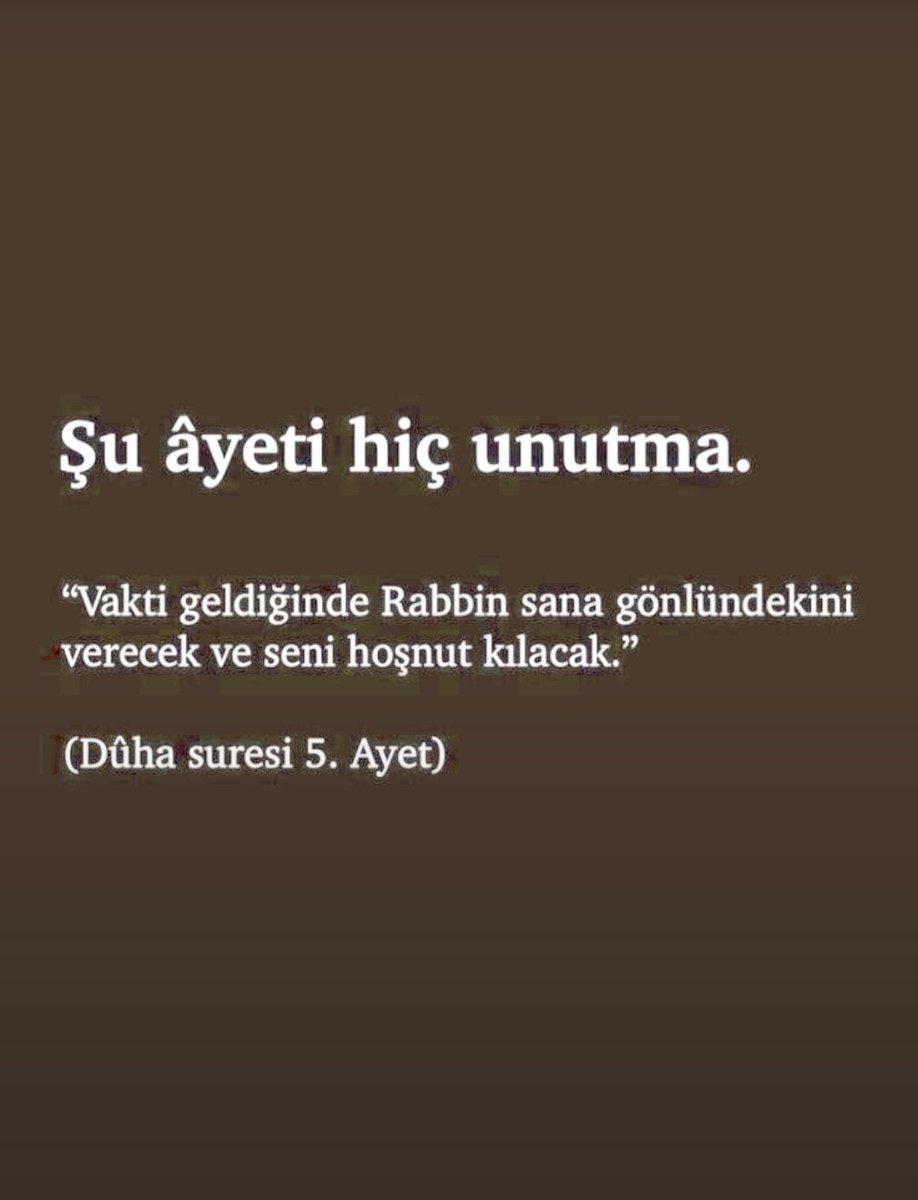 Şu âyeti hiç unutma.
“Vakti geldiğinde Rabbin sana gönlündekini
verecek ve seni hoşnut kılacak.”
(Dûha suresi 5. Ayet)